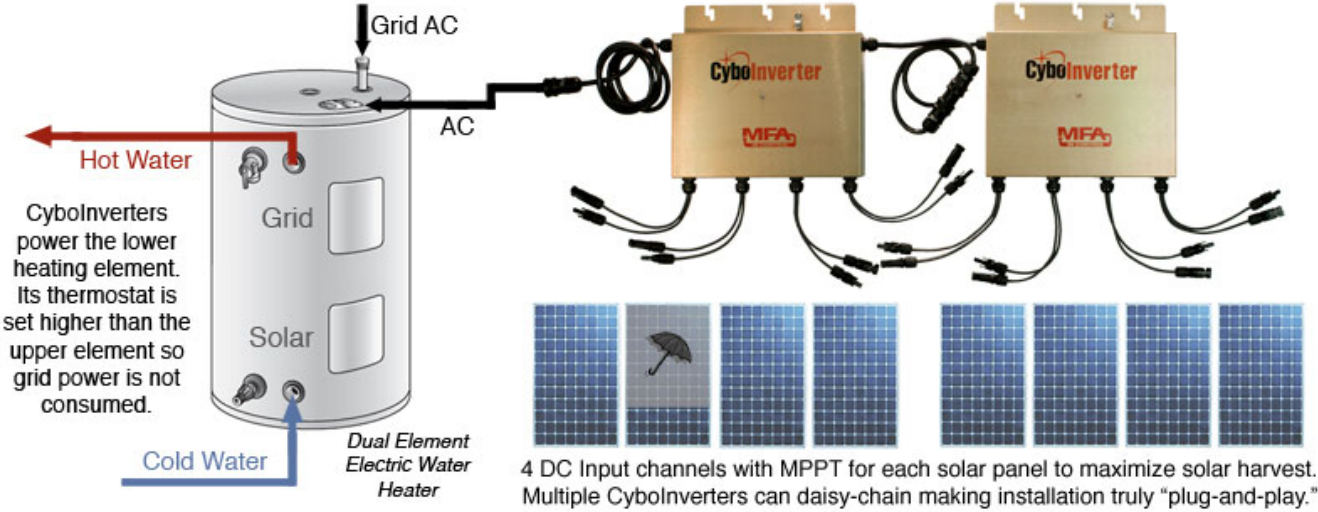 Grid AC
AC
Hot Water
CyboInverters
power the lower
heating element.
Its thermostat is
set higher than the
upper element so
grid power is not
consumed.
Grid
Solar
Cold Water
Dual Element
Electric Water
Heater
CyboInverter
MFA
CyboInverter
MFA
4 DC Input channels with MPPT for each solar panel to maximize solar harvest.
Multiple CyboInverters can daisy-chain making installation truly “plug-and-play.”